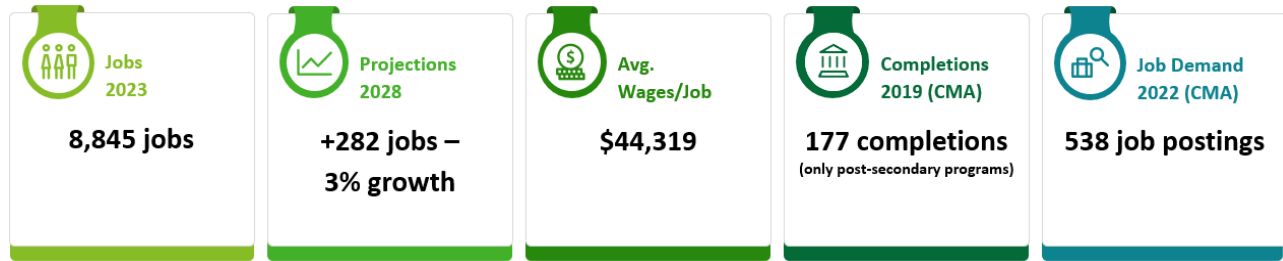 Jobs
2023
8,845 jobs
Projections
2028
+282 jobs –
3% growth
Avg.
Wages/Job
$44,319
Completions
2019 (CMA)
177 completions
(only post-secondary programs)
Job Demand
2022 (CMA)
538 job postings